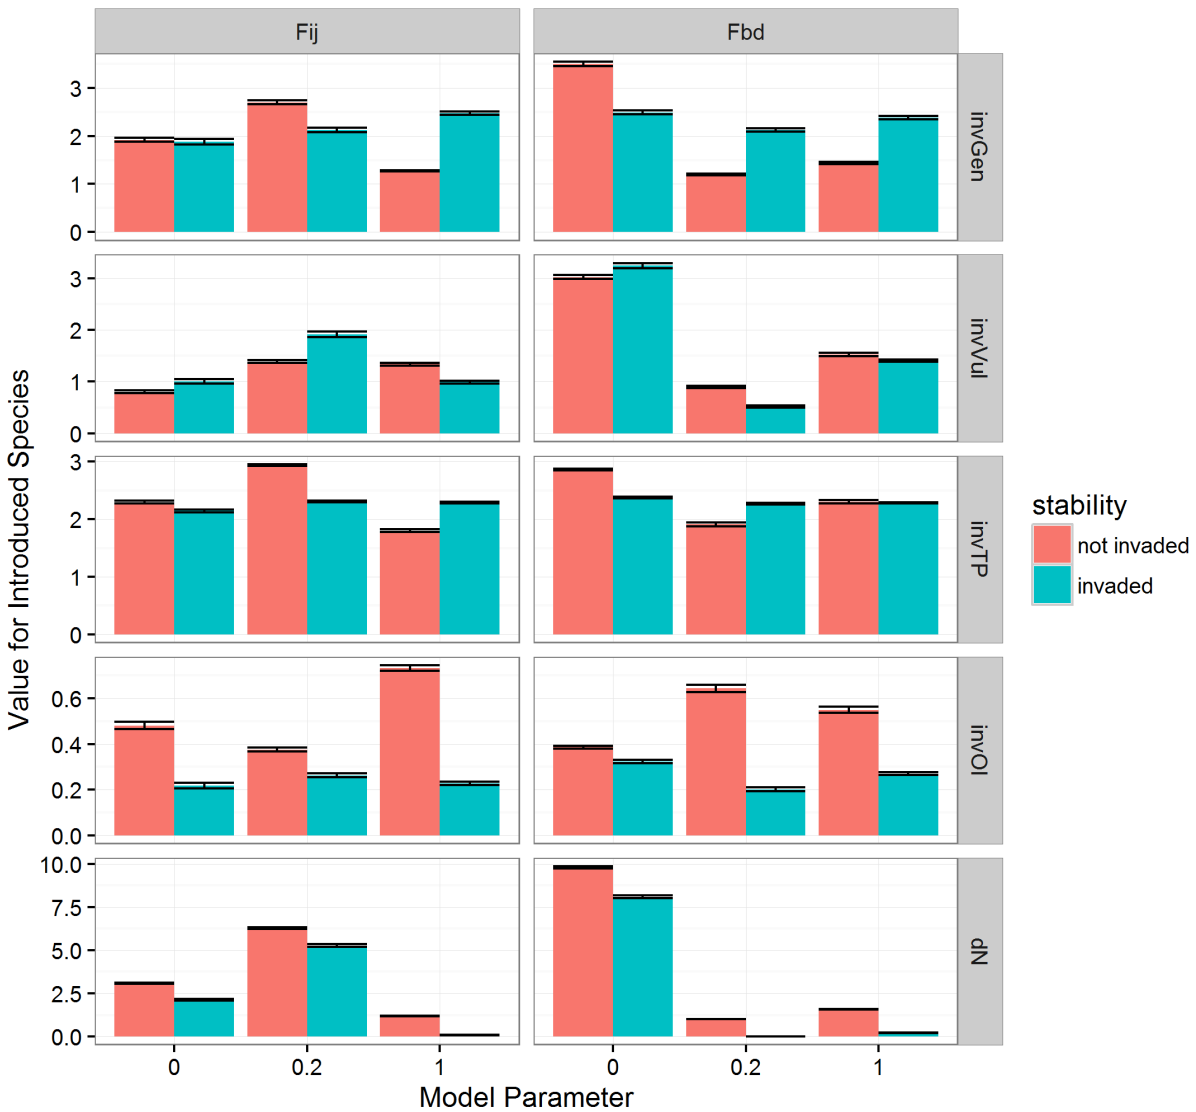 Fij
Fbd
3
2
1
0
invGen
3
2
1
0
invVul
3
2
1
0
invTP
0.6
0.4
0.2
0.0
invOI
10.0
7.5
5.0
2.5
0.0
dN
0
0.2
1
0
0.2
1
Model Parameter
Value for Introduced Species
stability
not invaded
invaded